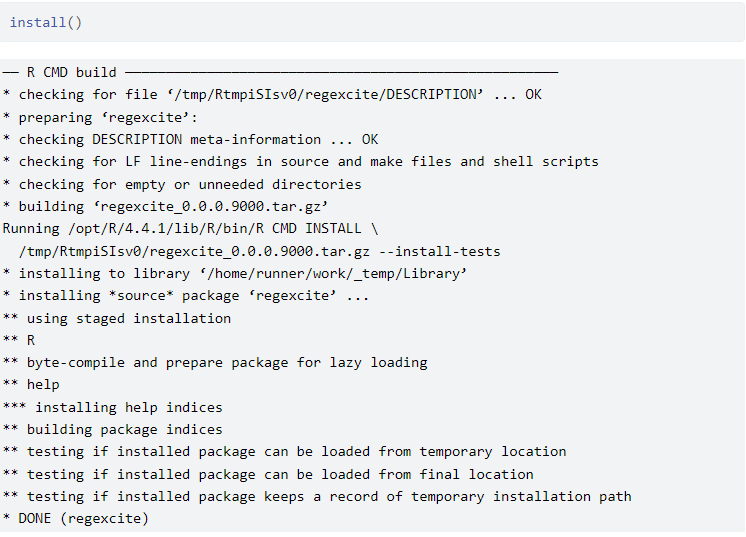 install()
── R CMD build ─────────────────────────────────────────────────────
* checking for file ‘/tmp/RtmpiSIsv0/regexcite/DESCRIPTION’ ... OK
* preparing ‘regexcite’:
* checking DESCRIPTION meta-information ... OK
* checking for LF line-endings in source and make files and shell scripts
* checking for empty or unneeded directories
* building ‘regexcite_0.0.0.9000.tar.gz’
Running /opt/R/4.4.1/lib/R/bin/R CMD INSTALL \
  /tmp/RtmpiSIsv0/regexcite_0.0.0.9000.tar.gz --install-tests
* installing to library ‘/home/runner/work/_temp/Library’
* installing *source* package ‘regexcite’ ...
** using staged installation
** R
** byte-compile and prepare package for lazy loading
** help
*** installing help indices
** building package indices
** testing if installed package can be loaded from temporary location
** testing if installed package can be loaded from final location
** testing if installed package keeps a record of temporary installation path
* DONE (regexcite)